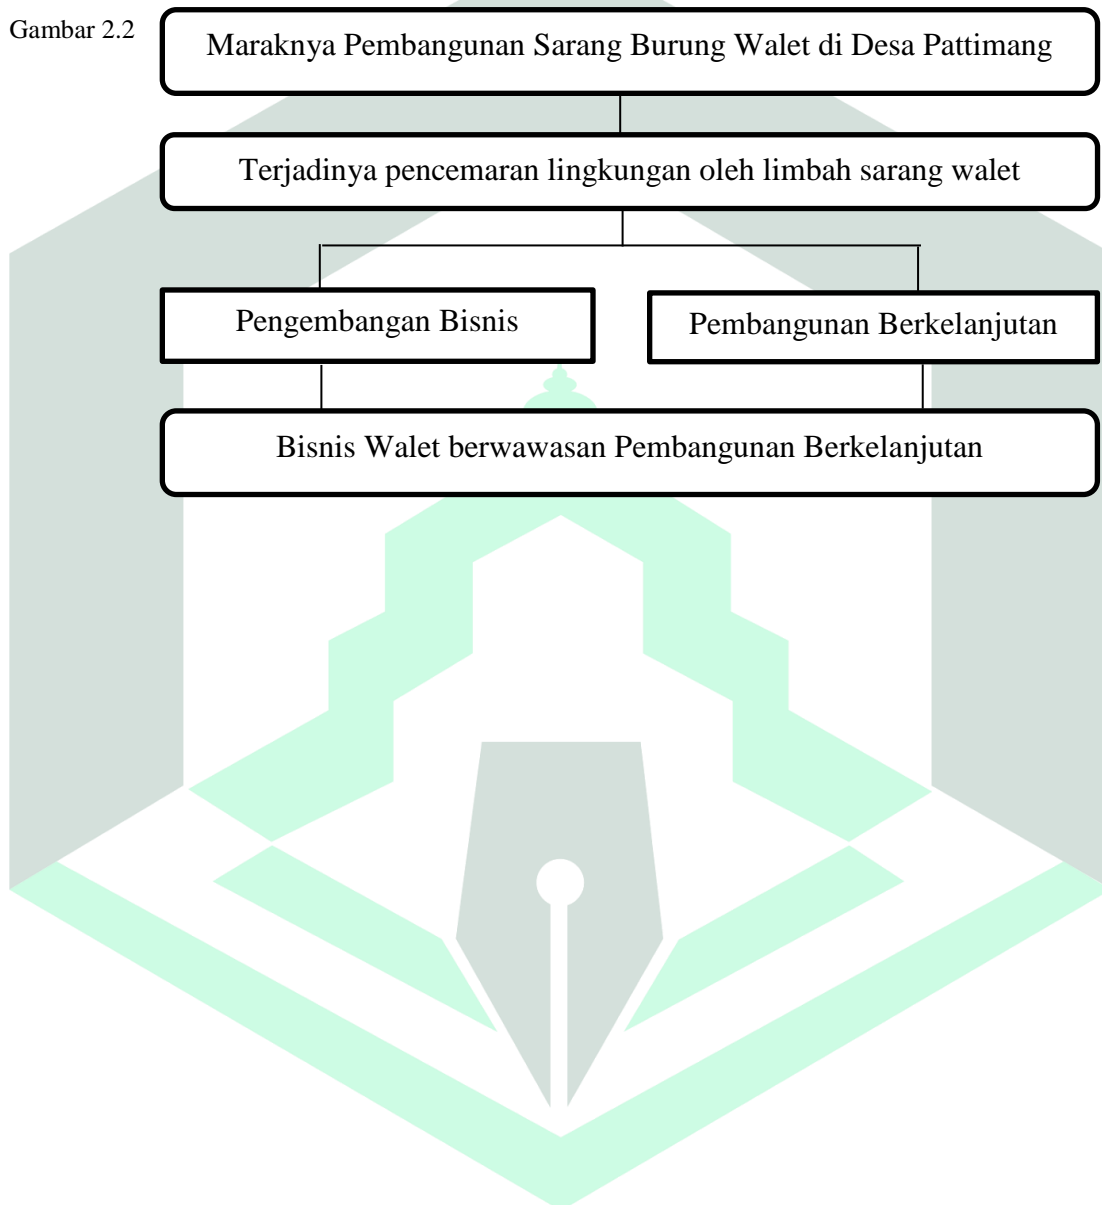 Gambar 2.2
Maraknya Pembangunan Sarang Burung Walet di Desa Pattimang
Terjadinya pencemaran lingkungan oleh limbah sarang walet
Pengembangan Bisnis
Pembangunan Berkelanjutan
Bisnis Walet berwawasan Pembangunan Berkelanjutan